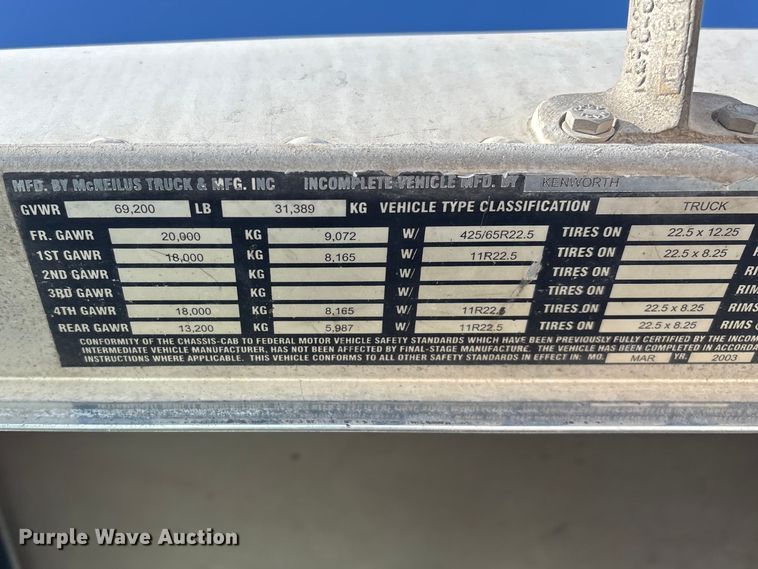 MFD. BY McNEILUS TRUCK & MFG. INC INCOMPLETE VEHICLE MFD. BY KENWORTH
GVWR 69,200 LB 31,389 KG VEHICLE TYPE CLASSIFICATION TRUCK
FR. GAWR 20,000 KG 9,072 W/ 425/65R22.5 TIRES ON 22.5 x 12.25
1ST GAWR 18,000 KG 8,165 W/ 11R22.5 TIRES ON 22.5 x 8.25 R
2ND GAWR KG W/ TIRES ON RI
3RD GAWR KG W/ TIRES ON RIM
4TH GAWR 18,000 KG 8,165 W/ 11R22.5 TIRES ON 22.5 x 8.25 RIMS
REAR GAWR 13,200 KG 5,987 W/ 11R22.5 TIRES ON 22.5 x 8.25 RIMS
CONFORMITY OF THE CHASSIS-CAB TO FEDERAL MOTOR VEHICLE SAFETY STANDARDS WHICH HAVE BEEN PREVIOUSLY FULLY CERTIFIED BY THE INCOM
INTERMEDIATE VEHICLE MANUFACTURER, HAS NOT BEEN AFFECTED BY FINAL-STAGE MANUFACTURE. THE VEHICLE HAS BEEN COMPLETED IN ACCORDA
INSTRUCTIONS WHERE APPLICABLE. THIS VEHICLE CONFORMS TO ALL OTHER SAFETY STANDARDS IN EFFECT IN: MO. MAR YR. 2003
Purple Wave Auction